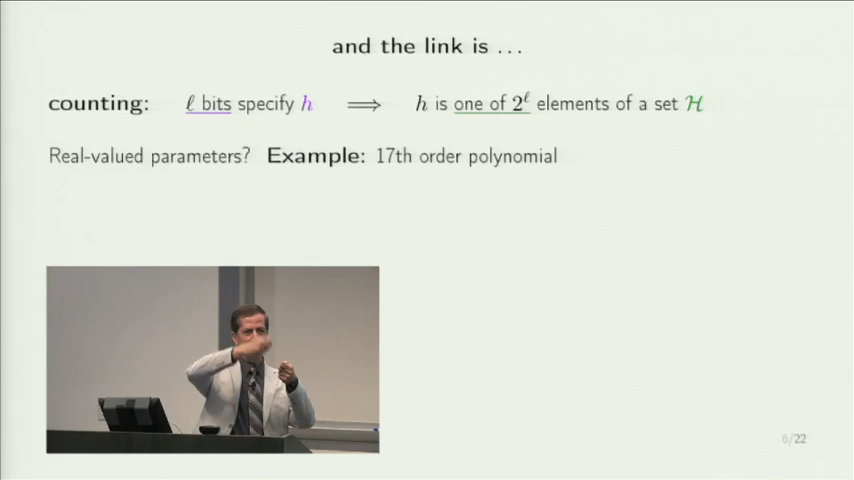 and the link is ...
counting: ℓ bits specify h ⟹ h is one of 2^ℓ elements of a set ℋ
Real-valued parameters? Example: 17th order polynomial
6/22